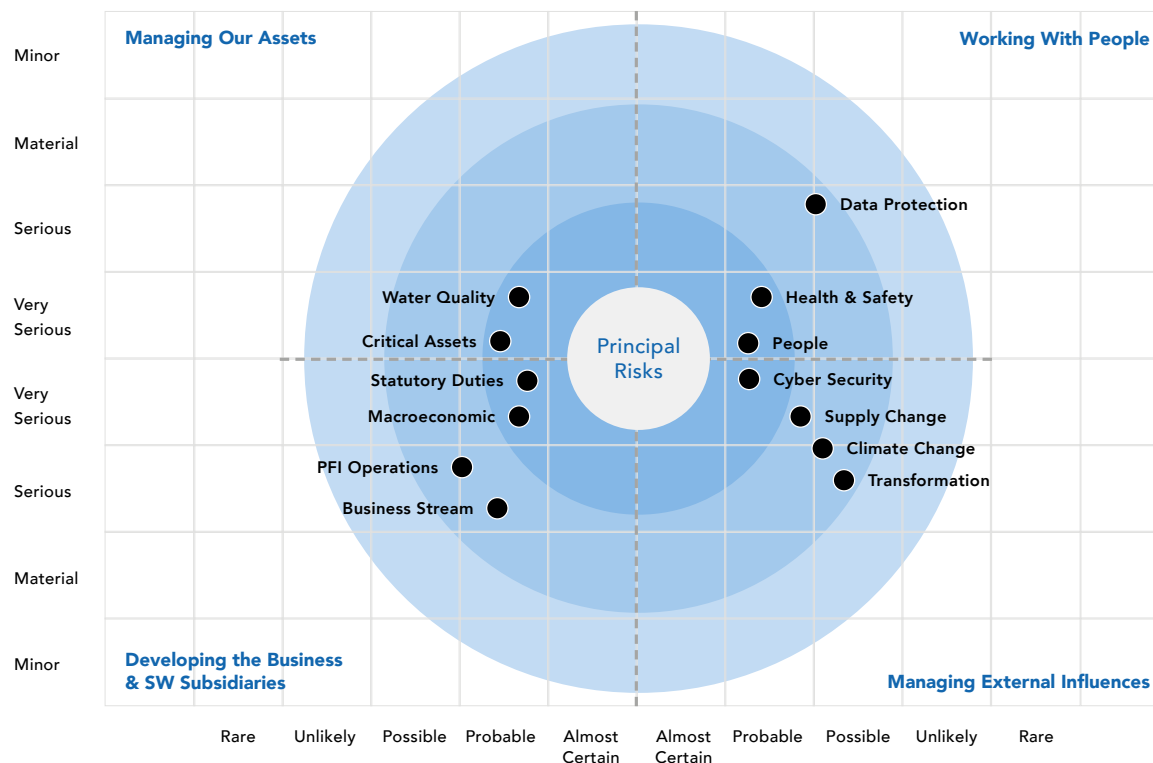 Managing Our Assets
Working With People
Minor
Material
Serious
Very
Serious
Very
Serious
Serious
Material
Minor
Data Protection
Water Quality
Health & Safety
Critical Assets
People
Principal
Risks
Statutory Duties
Cyber Security
Macroeconomic
Supply Change
Climate Change
PFI Operations
Transformation
Business Stream
Developing the Business
& SW Subsidiaries
Managing External Influences
Rare
Unlikely
Possible
Probable
Almost
Certain
Almost
Certain
Probable
Possible
Unlikely
Rare